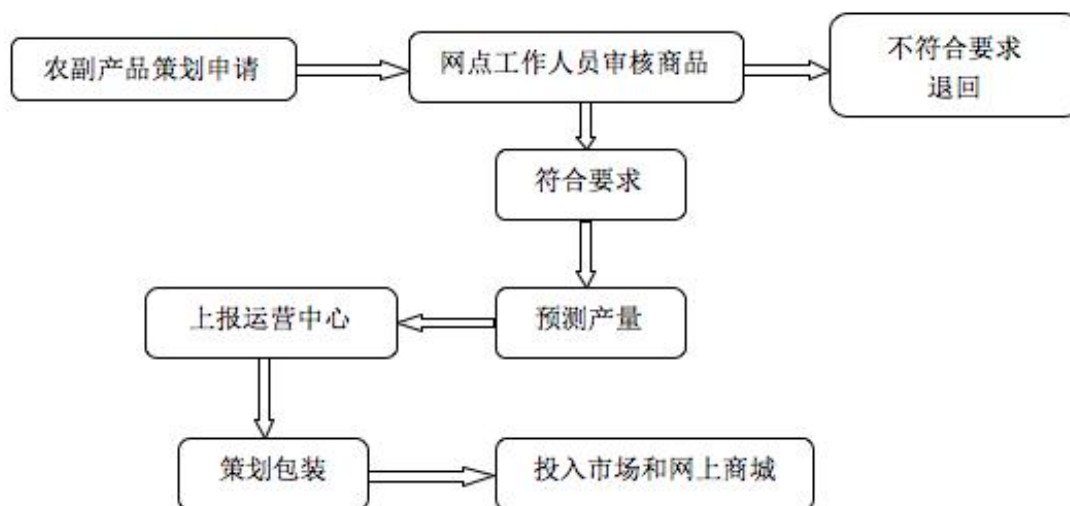 农副产品策划申请
网点工作人员审核商品
不符合要求
退回
符合要求
预测产量
上报运营中心
策划包装
投入市场和网上商城